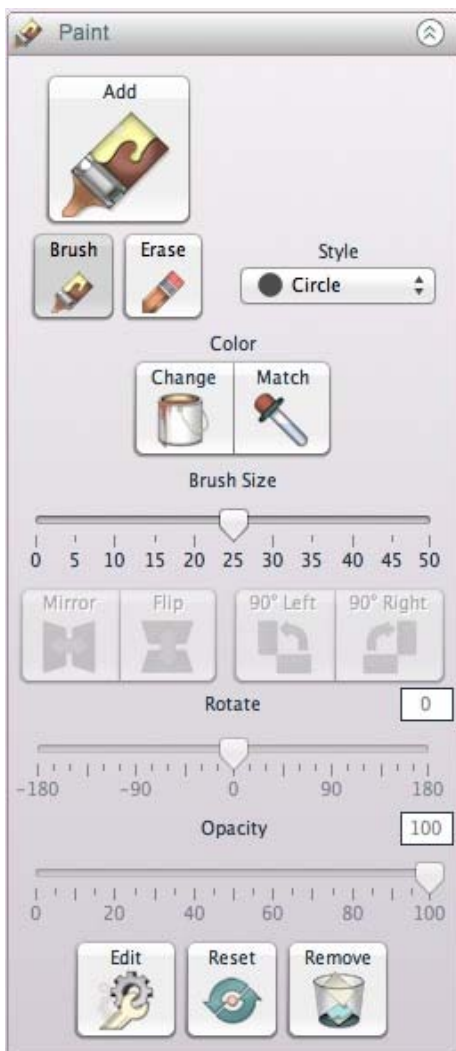 Paint
Add
Brush Erase
Style
Circle
Color
Change Match
Brush Size
0 5 10 15 20 25 30 35 40 45 50
Mirror Flip 90° Left 90° Right
Rotate 0
-180 -90 0 90 180
Opacity 100
0 20 40 60 80 100
Edit Reset Remove